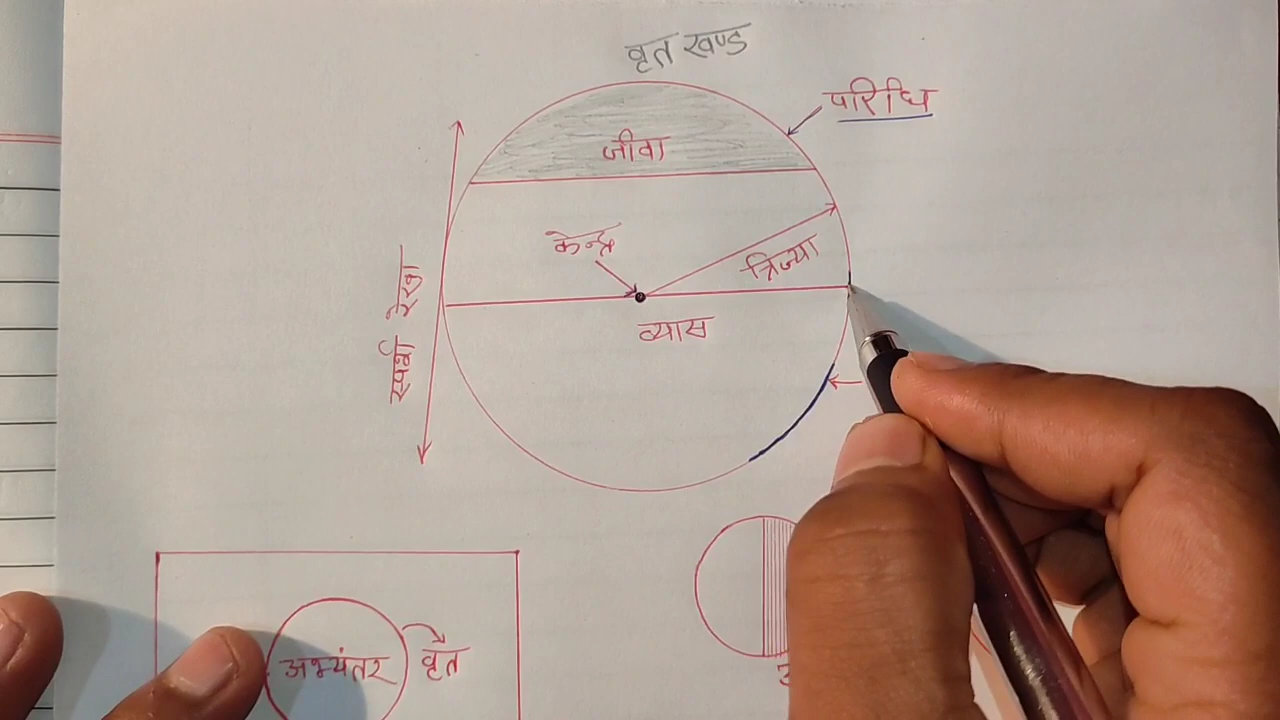 वृत खण्ड
परिधि
जीवा
केन्द्र
त्रिज्या
स्पर्श रेखा
व्यास
अभ्यंतर
वृत